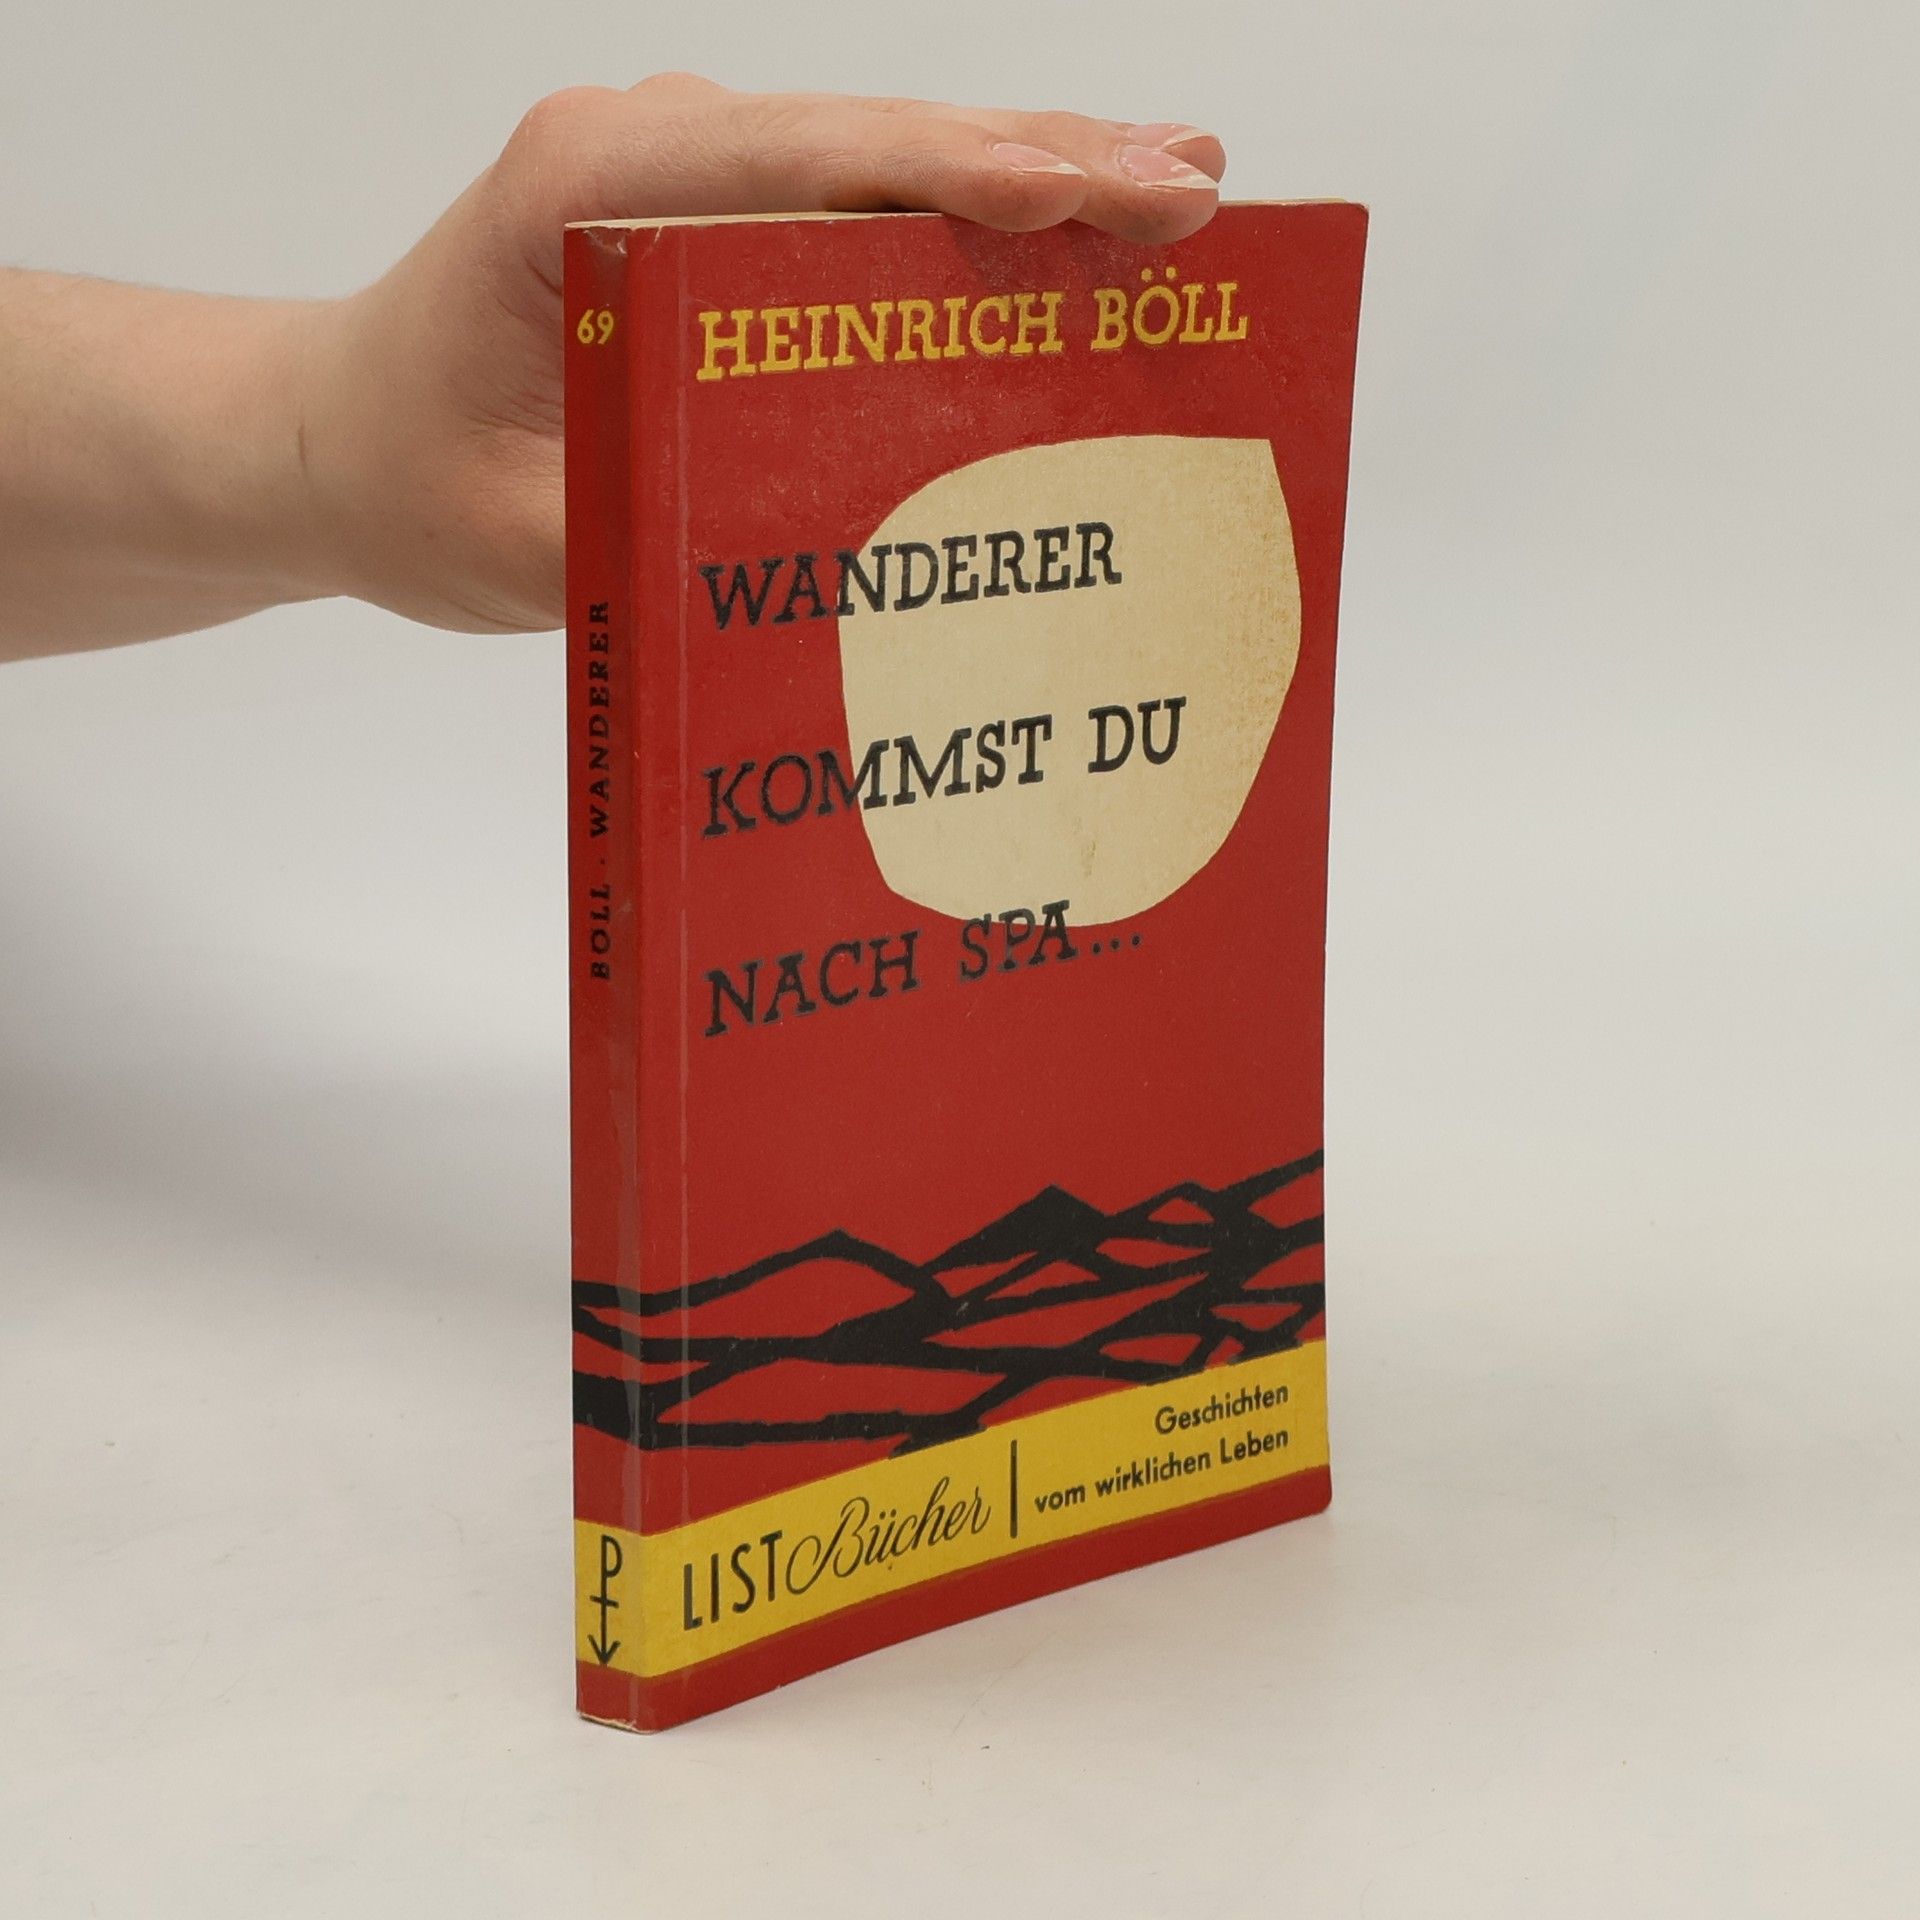 69
HEINRICH BÖLL
WANDERER
KOMMST DU
NACH SPA...
BÖLL · WANDERER
Geschichten
vom wirklichen Leben
LIST Bücher